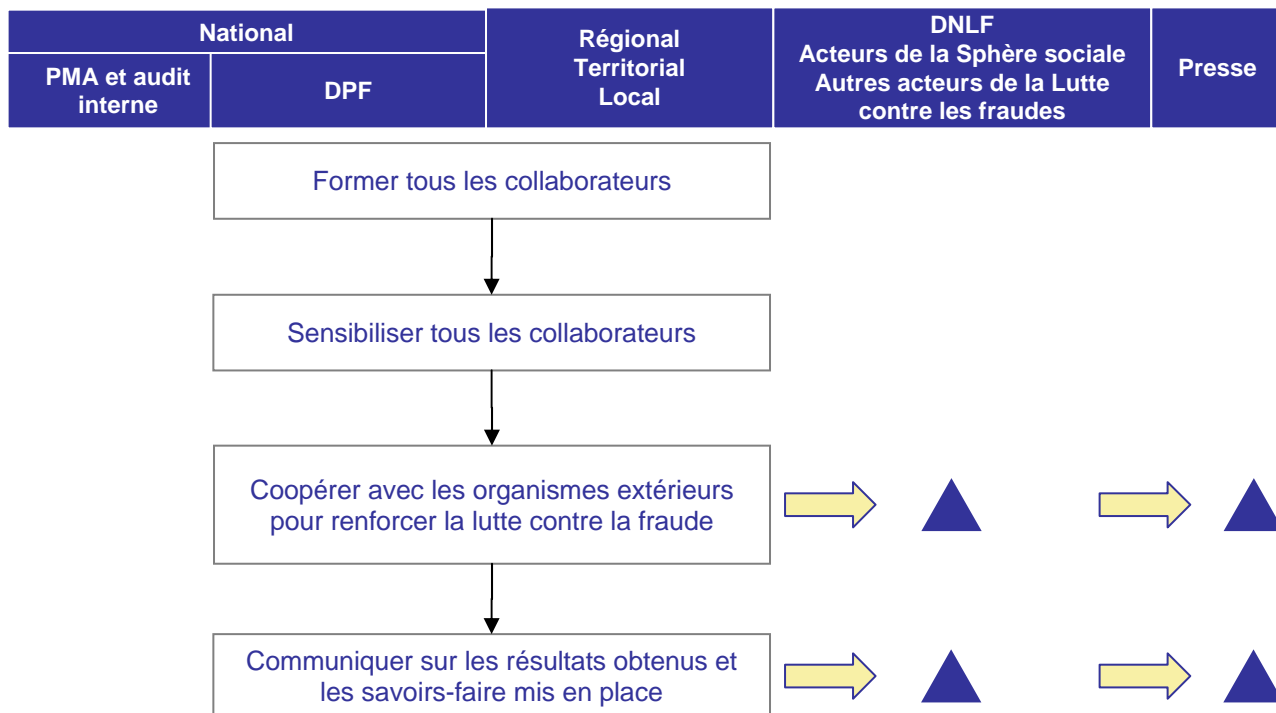 National
PMA et audit
interne
DPF
Régional
Territorial
Local
DNLF
Acteurs de la Sphère sociale
Autres acteurs de la Lutte
contre les fraudes
Presse
Former tous les collaborateurs
Sensibiliser tous les collaborateurs
Coopérer avec les organismes extérieurs
pour renforcer la lutte contre la fraude
Communiquer sur les résultats obtenus et
les savoirs-faire mis en place